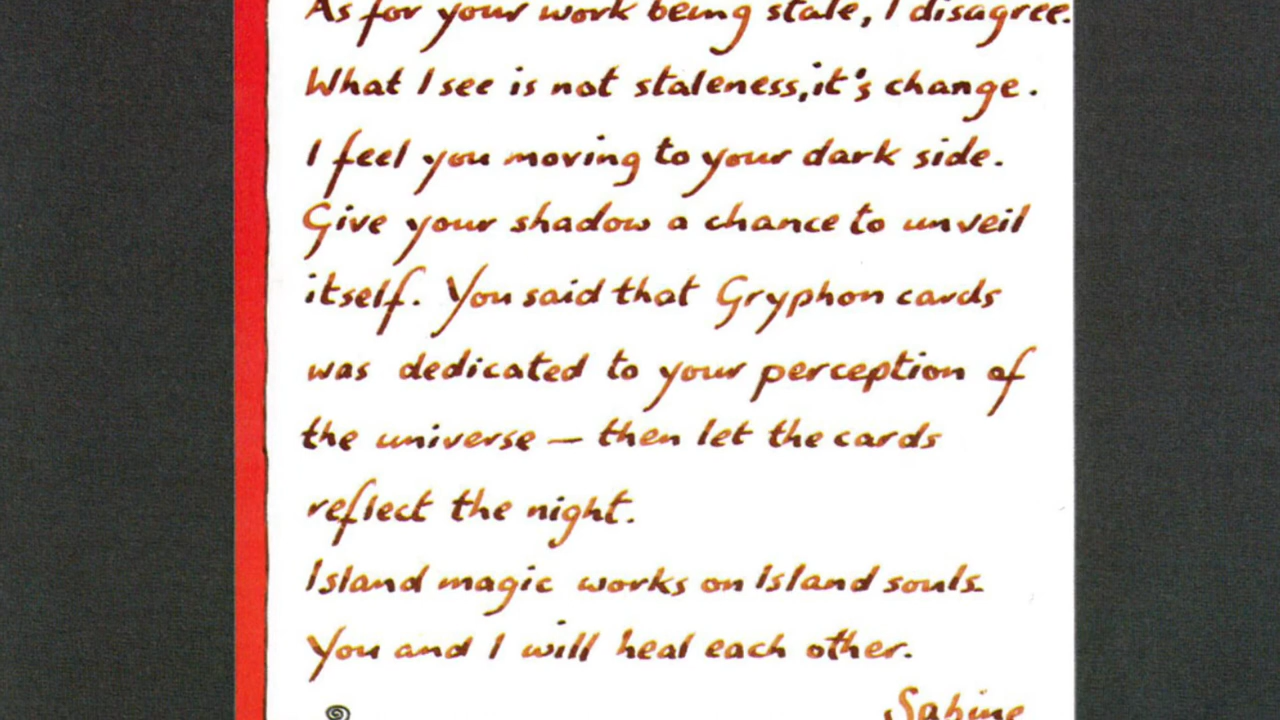 As for your work being stale, I disagree.
What I see is not staleness, it's change.
I feel you moving to your dark side.
Give your shadow a chance to unveil
itself. You said that Gryphon cards
was dedicated to your perception of
the universe — then let the cards
reflect the night.
Island magic works on Island souls.
You and I will heal each other.
Sabine